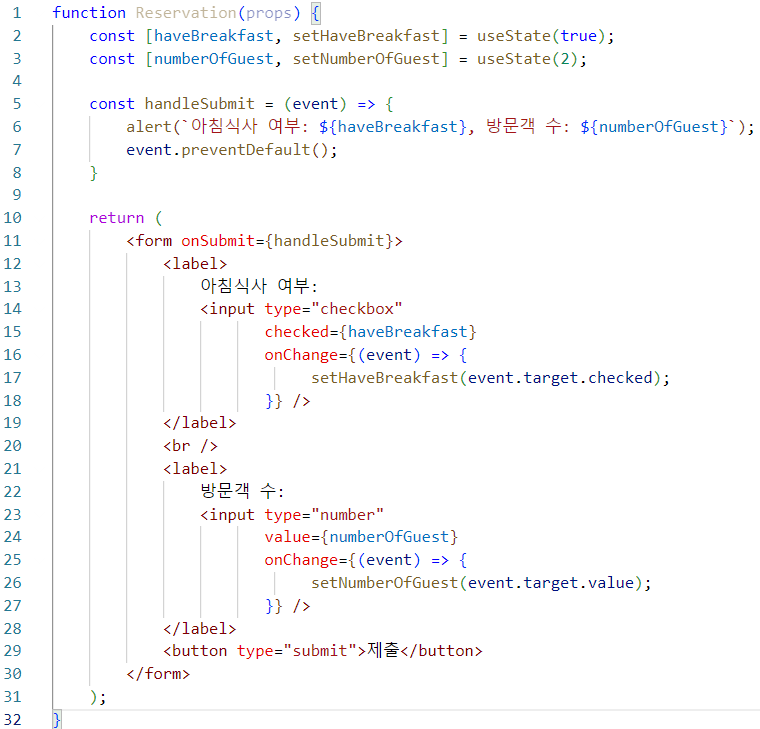 1 function Reservation(props) {
2     const [haveBreakfast, setHaveBreakfast] = useState(true);
3     const [numberOfGuest, setNumberOfGuest] = useState(2);
4
5     const handleSubmit = (event) => {
6         alert(`아침식사 여부: ${haveBreakfast}, 방문객 수: ${numberOfGuest}`);
7         event.preventDefault();
8     }
9
10     return (
11         <form onSubmit={handleSubmit}>
12             <label>
13                 아침식사 여부:
14                 <input type="checkbox"
15                        checked={haveBreakfast}
16                        onChange={(event) => {
17                            setHaveBreakfast(event.target.checked);
18                        }} />
19             </label>
20             <br />
21             <label>
22                 방문객 수:
23                 <input type="number"
24                        value={numberOfGuest}
25                        onChange={(event) => {
26                            setNumberOfGuest(event.target.value);
27                        }} />
28             </label>
29             <button type="submit">제출</button>
30         </form>
31     );
32 }